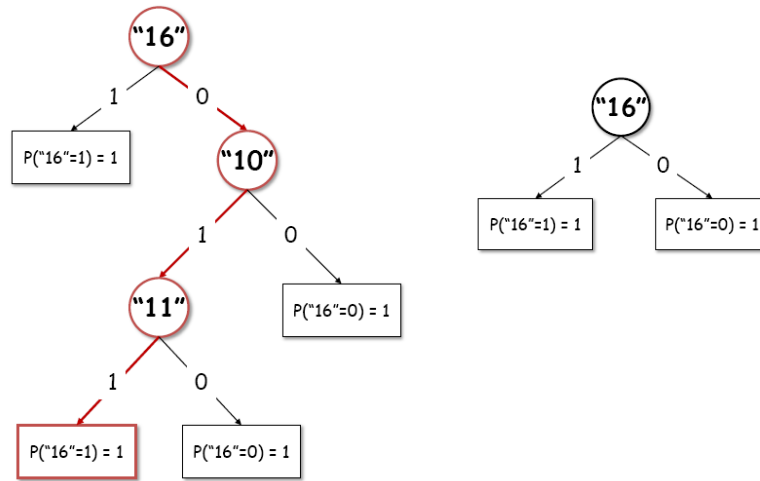 “16”
1
0
P(“16”=1) = 1
“10”
1
0
“11”
P(“16”=0) = 1
1
0
P(“16”=1) = 1
P(“16”=0) = 1
“16”
1
0
P(“16”=1) = 1
P(“16”=0) = 1